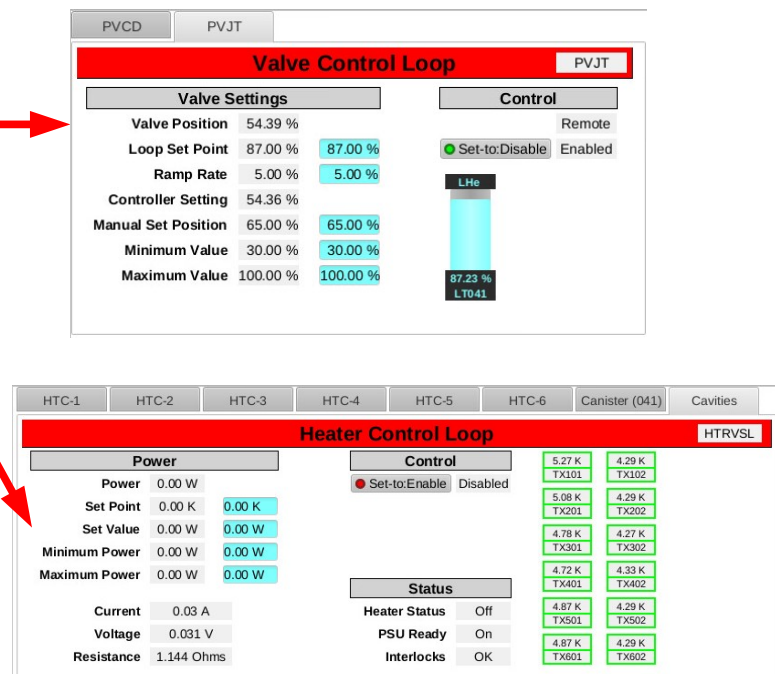 PVCD PVJT
Valve Control Loop PVJT
Valve Settings
Valve Position 54.39 %
Loop Set Point 87.00 % 87.00 %
Ramp Rate 5.00 % 5.00 %
Controller Setting 54.36 %
Manual Set Position 65.00 % 65.00 %
Minimum Value 30.00 % 30.00 %
Maximum Value 100.00 % 100.00 %
Control
Remote
Set-to:Disable Enabled
LHe
87.23 %
LT041
HTC-1 HTC-2 HTC-3 HTC-4 HTC-5 HTC-6 Canister (041) Cavities
Heater Control Loop HTRVSL
Power
Power 0.00 W
Set Point 0.00 K 0.00 K
Set Value 0.00 W 0.00 W
Minimum Power 0.00 W 0.00 W
Maximum Power 0.00 W 0.00 W
Current 0.03 A
Voltage 0.031 V
Resistance 1.144 Ohms
Control
Set-to:Enable Disabled
Status
Heater Status Off
PSU Ready On
Interlocks OK
5.27 K 4.29 K
TX101 TX102
5.08 K 4.29 K
TX201 TX202
4.78 K 4.27 K
TX301 TX302
4.72 K 4.33 K
TX401 TX402
4.87 K 4.29 K
TX501 TX502
4.87 K 4.29 K
TX601 TX602